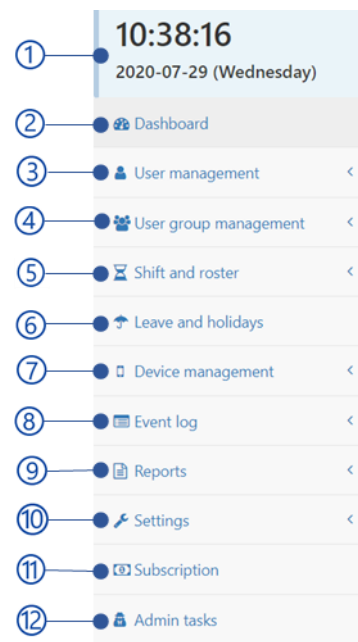 10:38:16
① 2020-07-29 (Wednesday)
② Dashboard
③ User management
④ User group management
⑤ Shift and roster
⑥ Leave and holidays
⑦ Device management
⑧ Event log
⑨ Reports
⑩ Settings
⑪ Subscription
⑫ Admin tasks